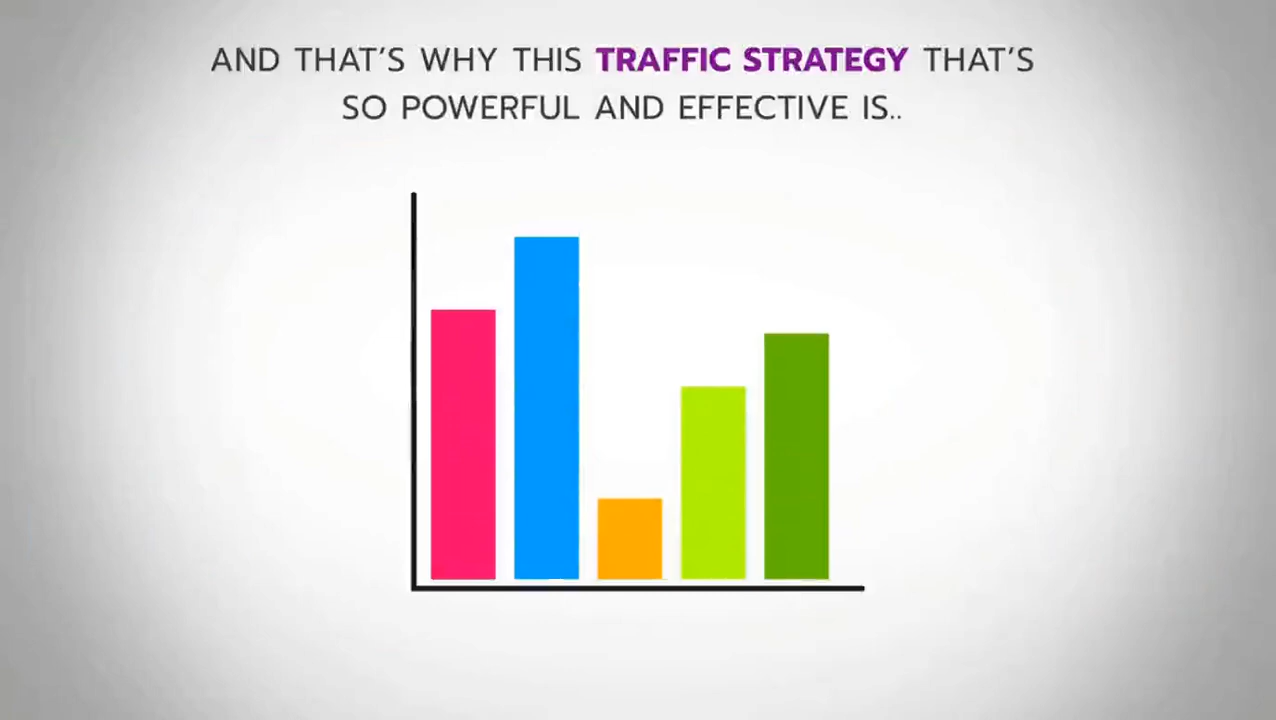 AND THAT'S WHY THIS TRAFFIC STRATEGY THAT'S
SO POWERFUL AND EFFECTIVE IS..